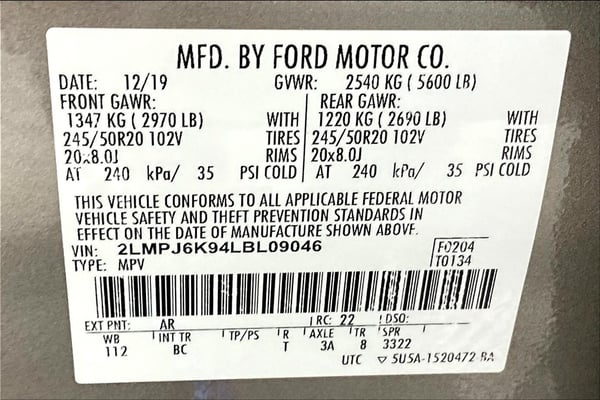 MFD. BY FORD MOTOR CO.
DATE: 12/19 GVWR: 2540 KG ( 5600 LB)
FRONT GAWR: REAR GAWR:
1347 KG ( 2970 LB) WITH 1220 KG ( 2690 LB) WITH
245/50R20 102V TIRES 245/50R20 102V TIRES
20x8.0J RIMS 20x8.0J RIMS
AT 240 kPa/ 35 PSI COLD AT 240 kPa/ 35 PSI COLD
THIS VEHICLE CONFORMS TO ALL APPLICABLE FEDERAL MOTOR
VEHICLE SAFETY AND THEFT PREVENTION STANDARDS IN
EFFECT ON THE DATE OF MANUFACTURE SHOWN ABOVE.
VIN: 2LMPJ6K94LBL09046 F0204
TYPE: MPV T0134
EXT PNT: AR RC: 22 DSO:
WB INT TR TP/PS R AXLE TR SPR
112 BC T 3A 8 3322
UTC ▽ 5U5A-1520472-BA